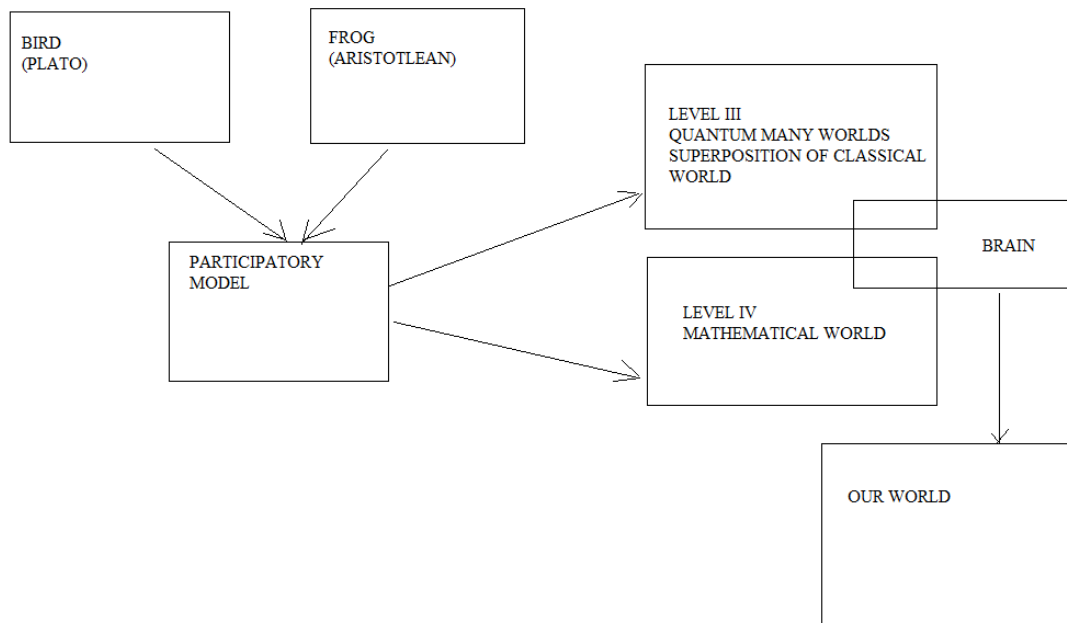 BIRD
(PLATO)
FROG
(ARISTOTLEAN)
LEVEL III
QUANTUM MANY WORLDS
SUPERPOSITION OF CLASSICAL
WORLD
BRAIN
PARTICIPATORY
MODEL
LEVEL IV
MATHEMATICAL WORLD
OUR WORLD